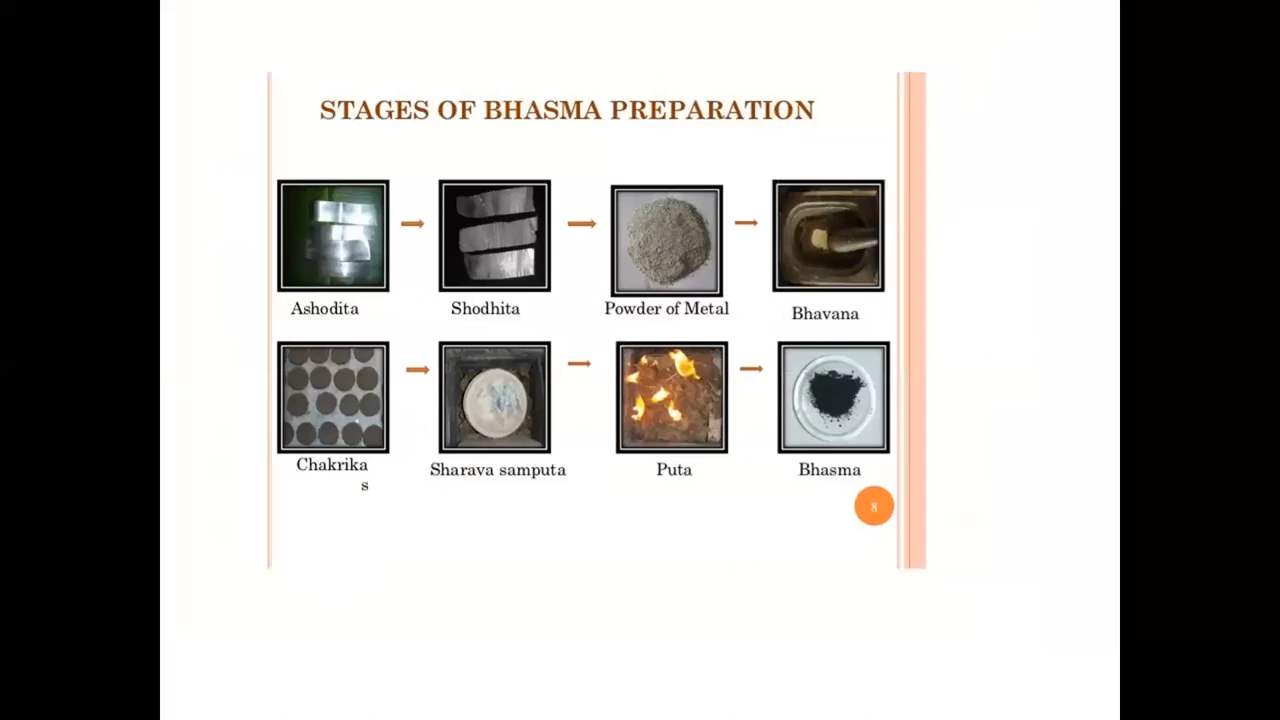 STAGES OF BHASMA PREPARATION
Ashodita
Shodhita
Powder of Metal
Bhavana
Chakrika
s
Sharava samputa
Puta
Bhasma
8